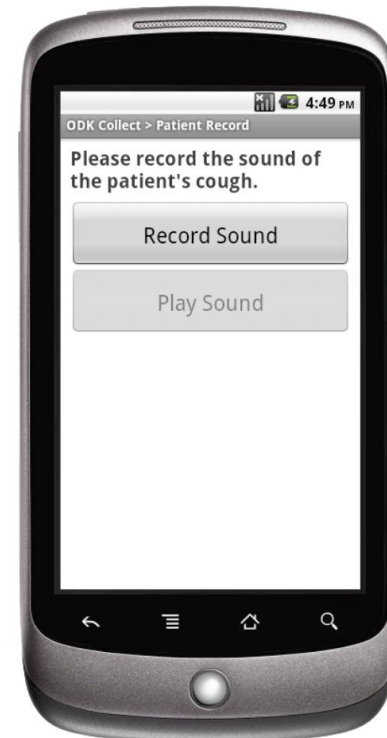 4:49 PM
ODK Collect > Patient Record
Please record the sound of
the patient's cough.
Record Sound
Play Sound